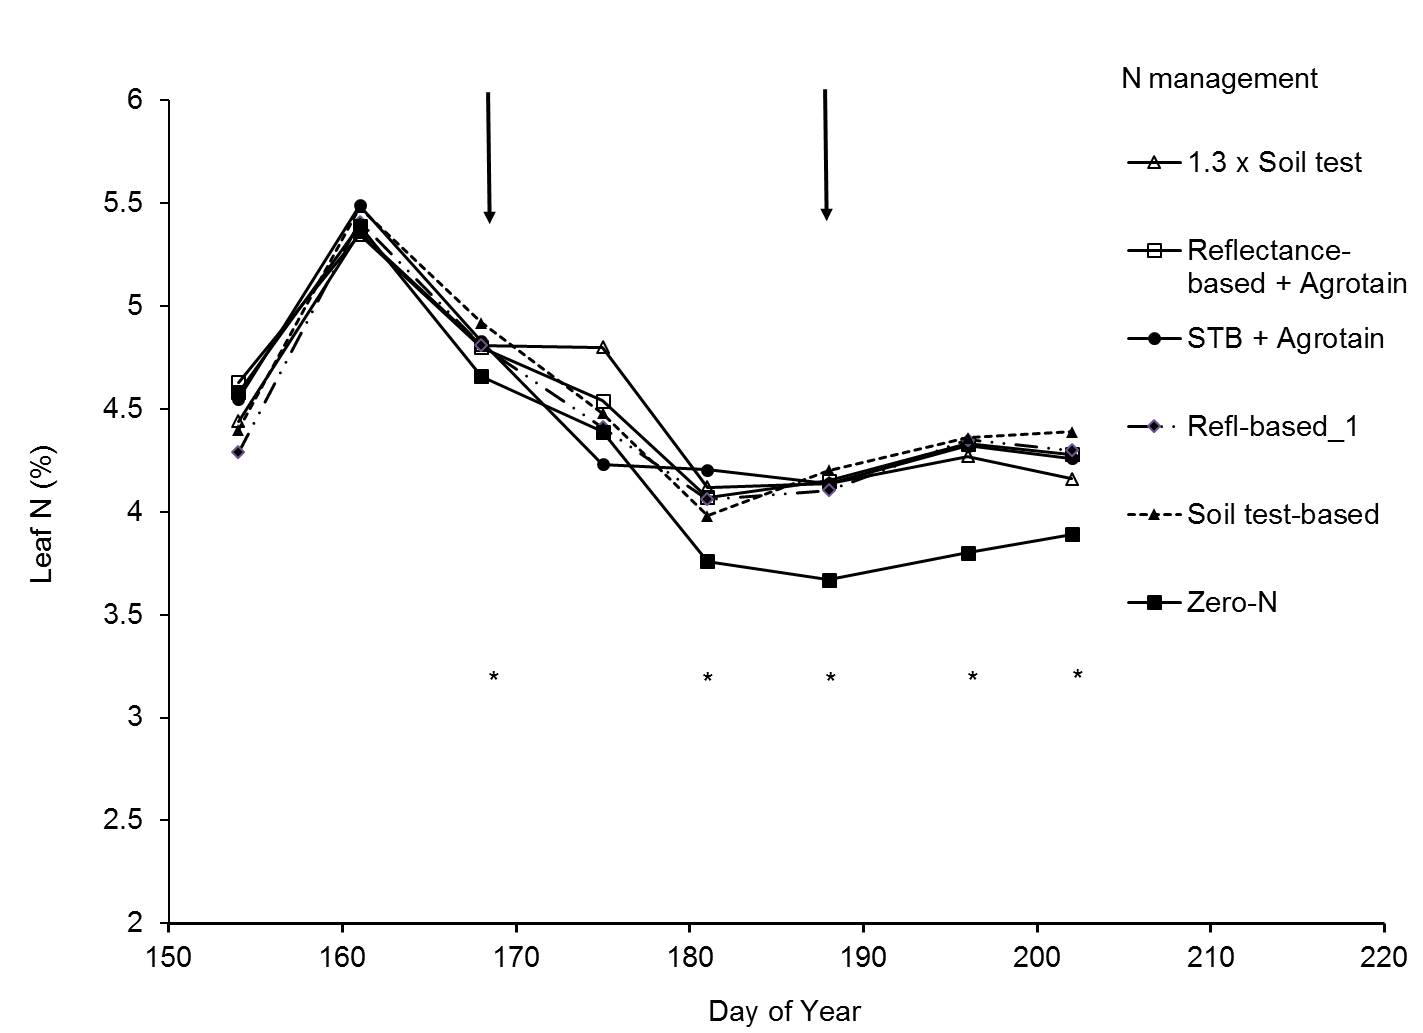 N management
6
5.5
5
4.5
4
3.5
3
2.5
2
Leaf N (%)
1.3 x Soil test
Reflectance-
based + Agrotain
STB + Agrotain
Refl-based_1
Soil test-based
Zero-N
* * * * *
150 160 170 180 190 200 210 220
Day of Year